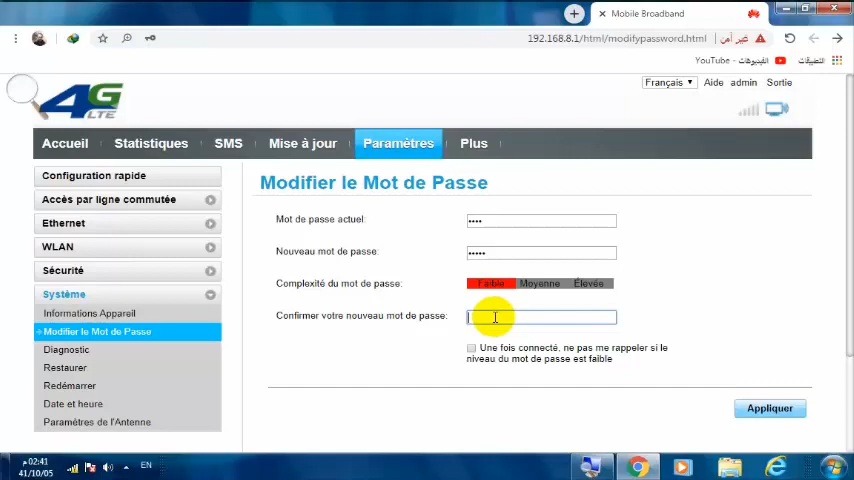 Mobile Broadband
192.168.8.1/html/modifypassword.html
غير آمن
YouTube
الفيديوهات
التطبيقات
Français
Aide
admin
Sortie
4G
LTE
Accueil
Statistiques
SMS
Mise à jour
Paramètres
Plus
Configuration rapide
Accès par ligne commutée
Ethernet
WLAN
Sécurité
Système
Informations Appareil
Modifier le Mot de Passe
Diagnostic
Restaurer
Redémarrer
Date et heure
Paramètres de l'Antenne
Modifier le Mot de Passe
Mot de passe actuel:
••••
Nouveau mot de passe:
•••••
Complexité du mot de passe:
Faible
Moyenne
Élevée
Confirmer votre nouveau mot de passe:
Une fois connecté, ne pas me rappeler si le
niveau du mot de passe est faible
Appliquer
02:41 م
41/10/05
EN